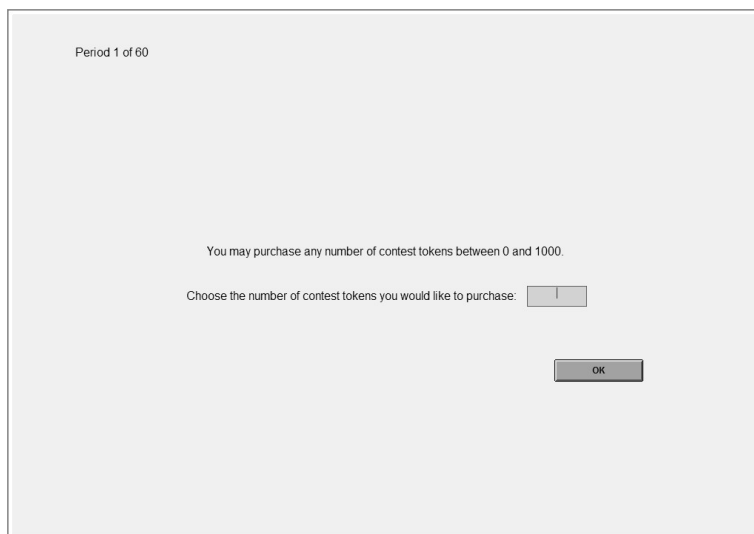 Period 1 of 60
You may purchase any number of contest tokens between 0 and 1000.
Choose the number of contest tokens you would like to purchase:
OK